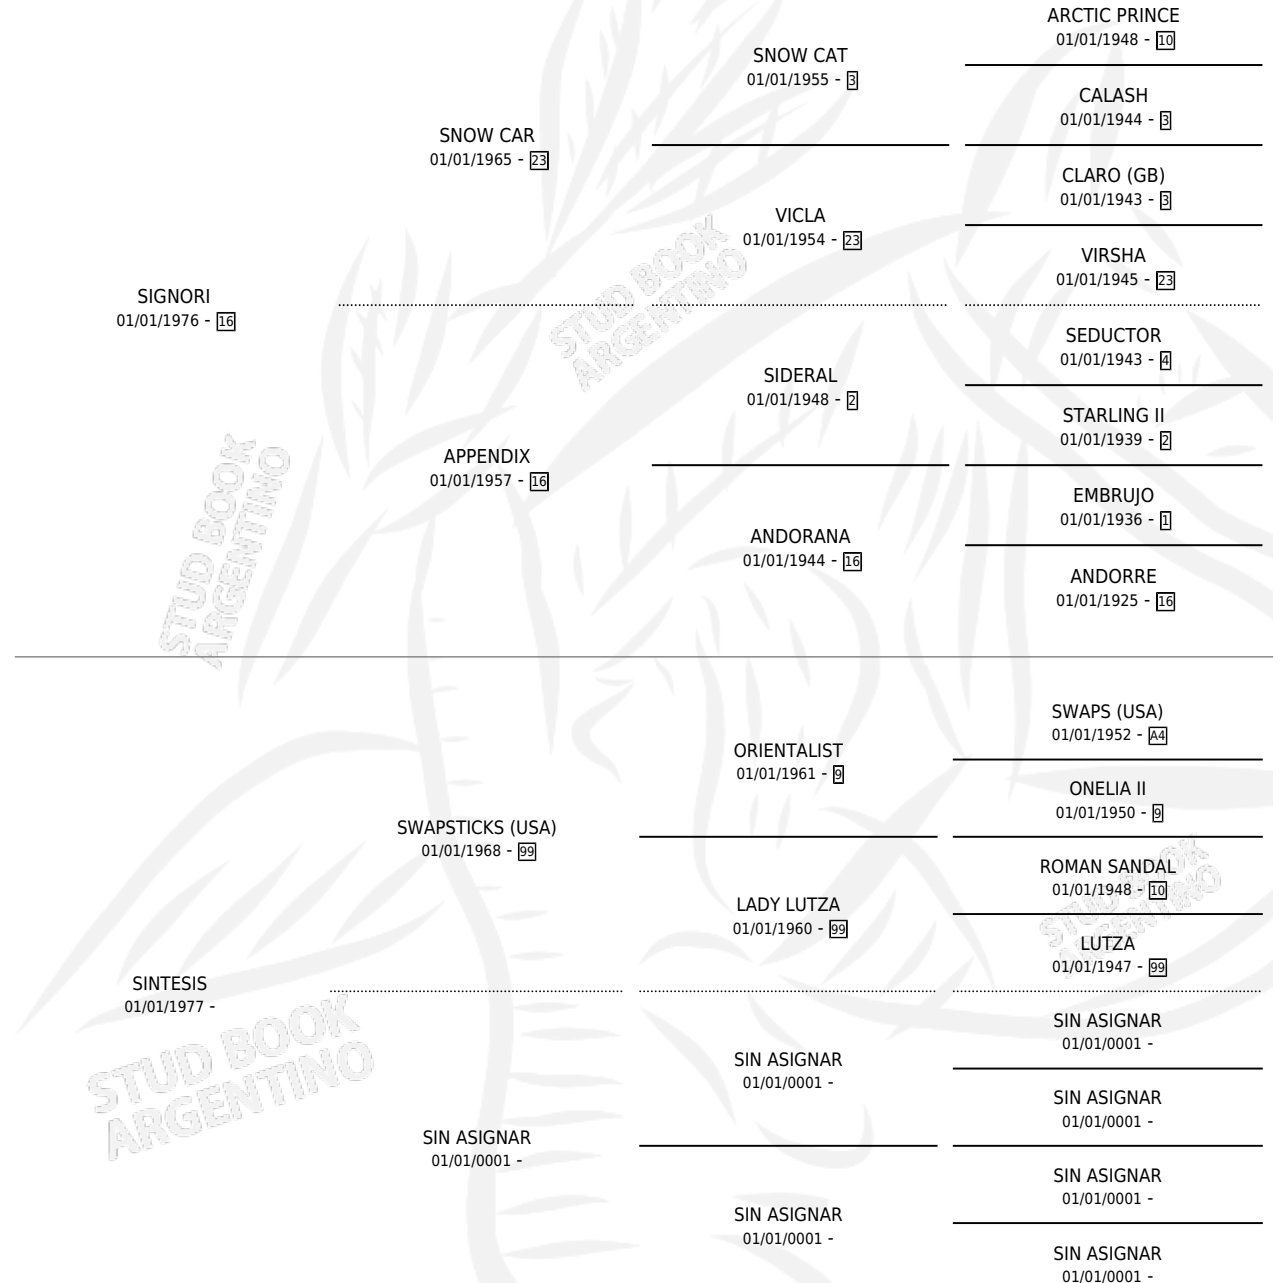 ARCTIC PRINCE
01/01/1948 - 10
SNOW CAT
01/01/1955 - 3
CALASH
01/01/1944 - 3
SNOW CAR
01/01/1965 - 23
CLARO (GB)
01/01/1943 - 3
VICLA
01/01/1954 - 23
VIRSHA
01/01/1945 - 23
SIGNORI
01/01/1976 - 16
SEDUCTOR
01/01/1943 - 4
SIDERAL
01/01/1948 - 2
STARLING II
01/01/1939 - 2
APPENDIX
01/01/1957 - 16
EMBRUJO
01/01/1936 - 1
ANDORANA
01/01/1944 - 16
ANDORRE
01/01/1925 - 16
SWAPS (USA)
01/01/1952 - A4
ORIENTALIST
01/01/1961 - 9
ONELIA II
01/01/1950 - 9
SWAPSTICKS (USA)
01/01/1968 - 99
ROMAN SANDAL
01/01/1948 - 10
LADY LUTZA
01/01/1960 - 99
LUTZA
01/01/1947 - 99
SINTESIS
01/01/1977 -
SIN ASIGNAR
01/01/0001 -
SIN ASIGNAR
01/01/0001 -
SIN ASIGNAR
01/01/0001 -
SIN ASIGNAR
01/01/0001 -
SIN ASIGNAR
01/01/0001 -
SIN ASIGNAR
01/01/0001 -
SIN ASIGNAR
01/01/0001 -
STUD BOOK
ARGENTINO
STUD BOOK
ARGENTINO
STUD BOOK
ARGENTINO
STUD BOOK
ARGENTINO